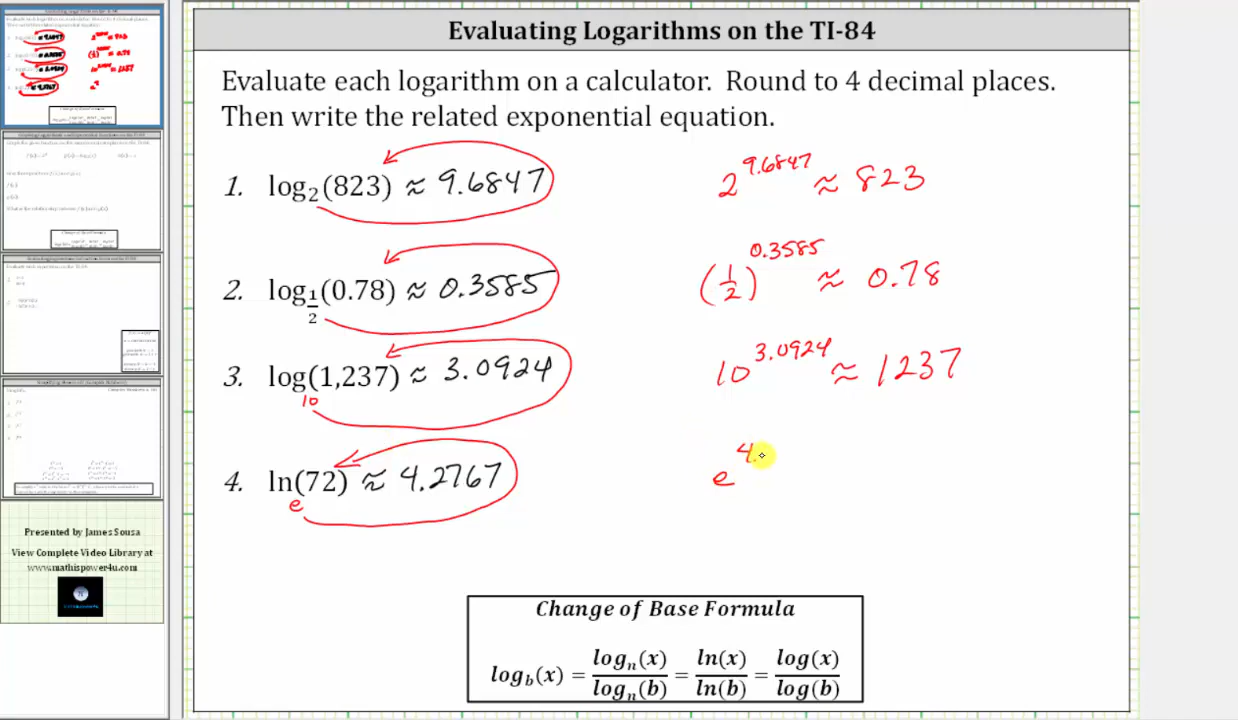 Evaluating Logarithms on the TI-84
Evaluate each logarithm on a calculator. Round to 4 decimal places.
Then write the related exponential equation.
1. log₂(823) ≈ 9.6847 2^9.6847 ≈ 823
2. log_1/2(0.78) ≈ 0.3585 (1/2)^0.3585 ≈ 0.78
3. log(1,237) ≈ 3.0924 10^3.0924 ≈ 1237
10
4. ln(72) ≈ 4.2767 e^4.
e
Change of Base Formula
log_b(x) = log_n(x)/log_n(b) = ln(x)/ln(b) = log(x)/log(b)
Presented by James Sousa
View Complete Video Library at
www.mathispower4u.com